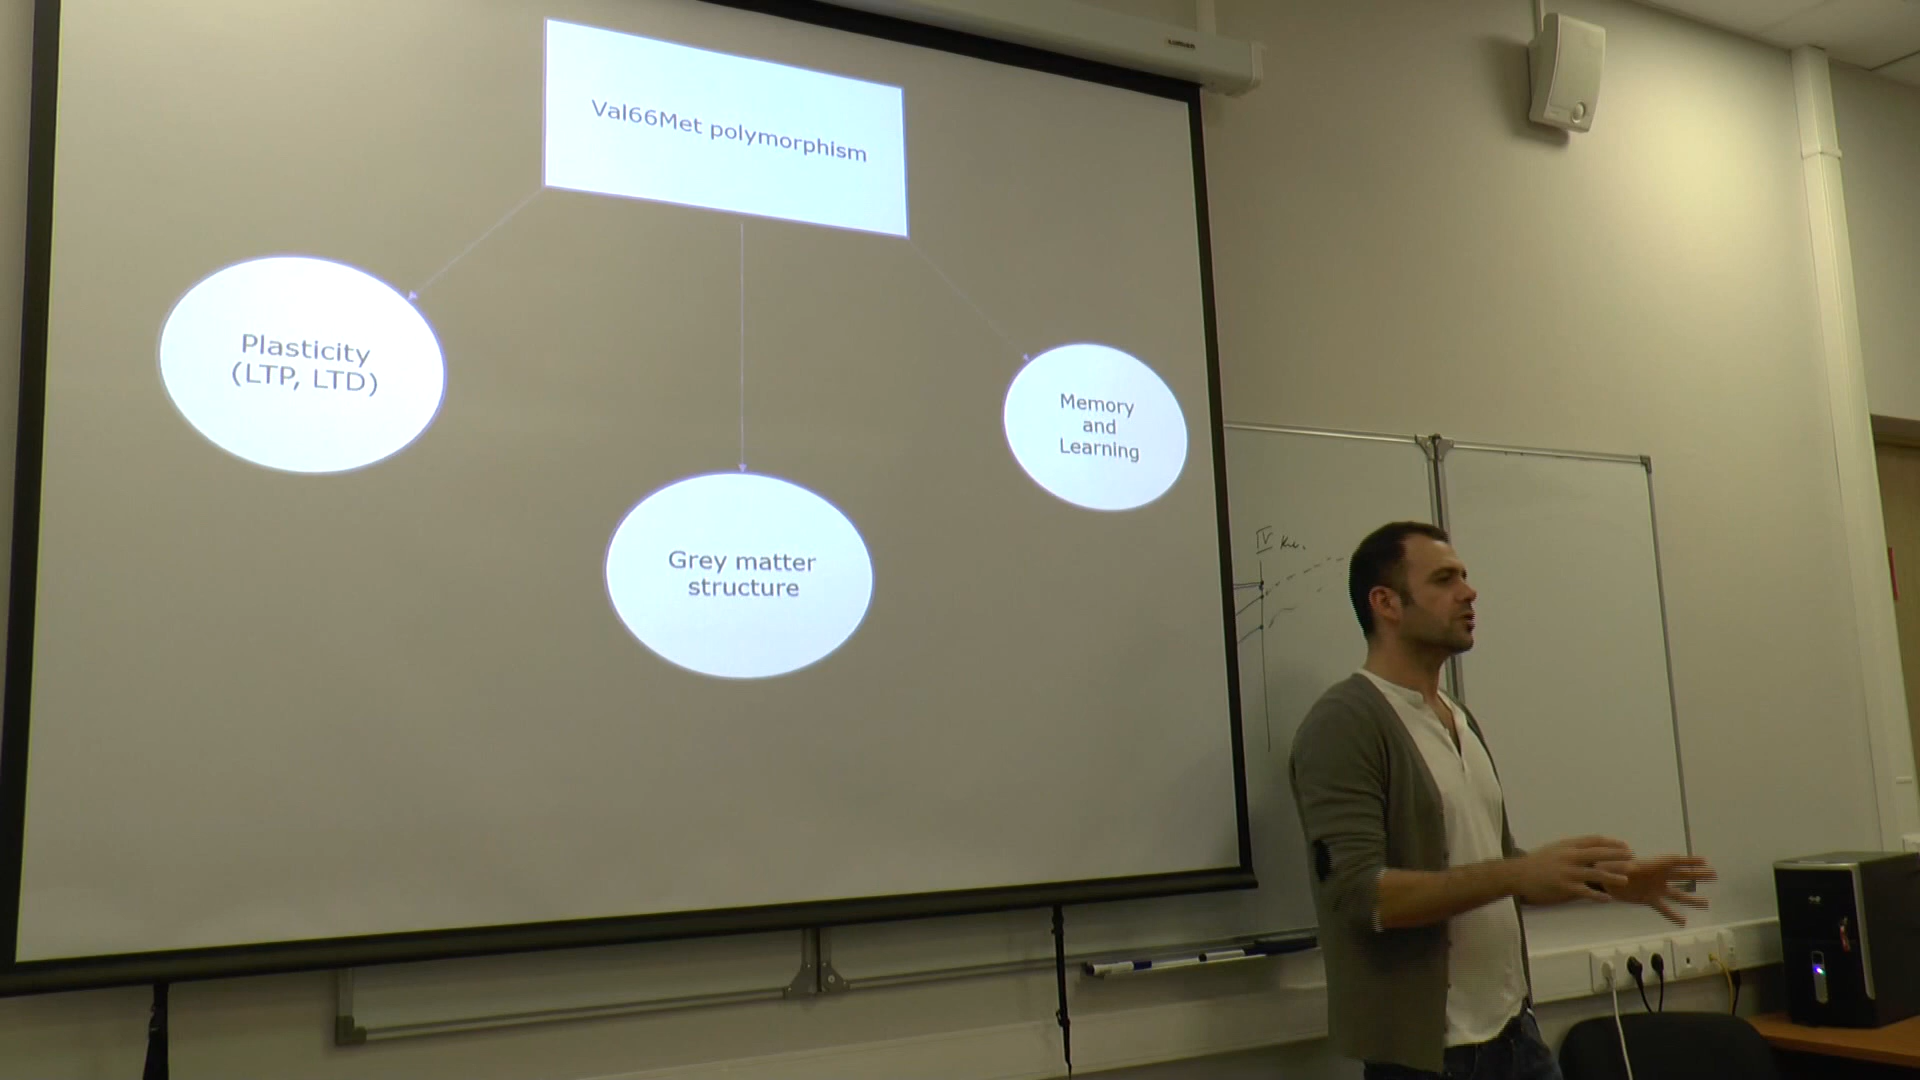 Val66Met polymorphism
Plasticity
(LTP, LTD)
Memory
and
Learning
Grey matter
structure